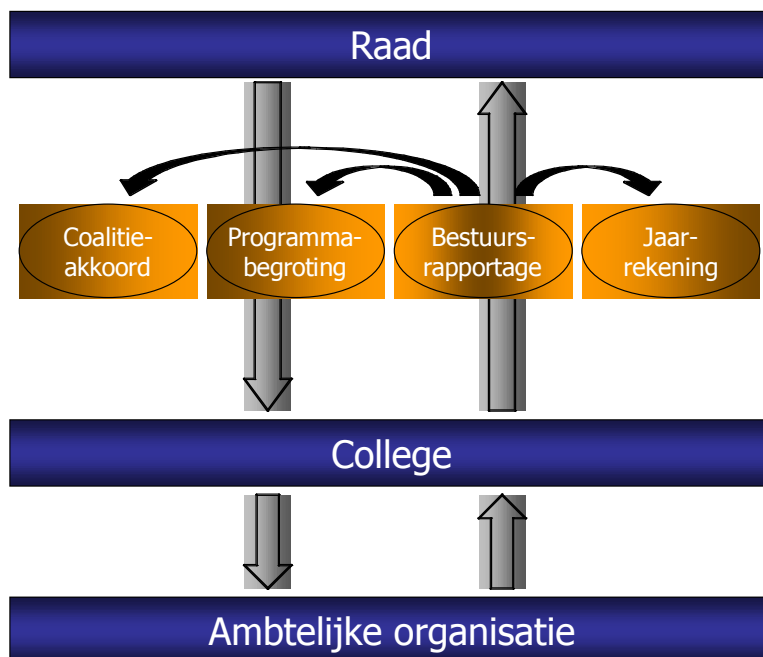 Raad
Coalitie-
akkoord
Programma-
begroting
Bestuurs-
rapportage
Jaar-
rekening
College
Ambtelijke organisatie